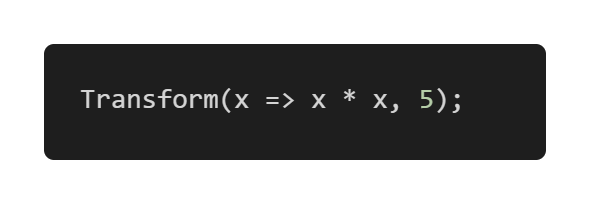 Transform(x => x * x, 5);